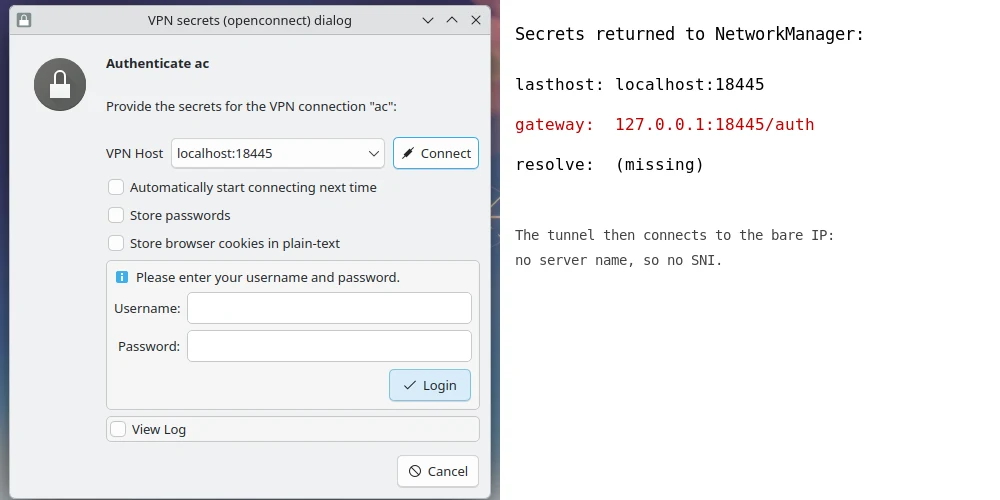 VPN secrets (openconnect) dialog
Authenticate ac
Provide the secrets for the VPN connection "ac":
VPN Host localhost:18445 Connect
Automatically start connecting next time
Store passwords
Store browser cookies in plain-text
Please enter your username and password.
Username:
Password:
Login
View Log
Cancel
Secrets returned to NetworkManager:
lasthost: localhost:18445
gateway: 127.0.0.1:18445/auth
resolve: (missing)
The tunnel then connects to the bare IP:
no server name, so no SNI.